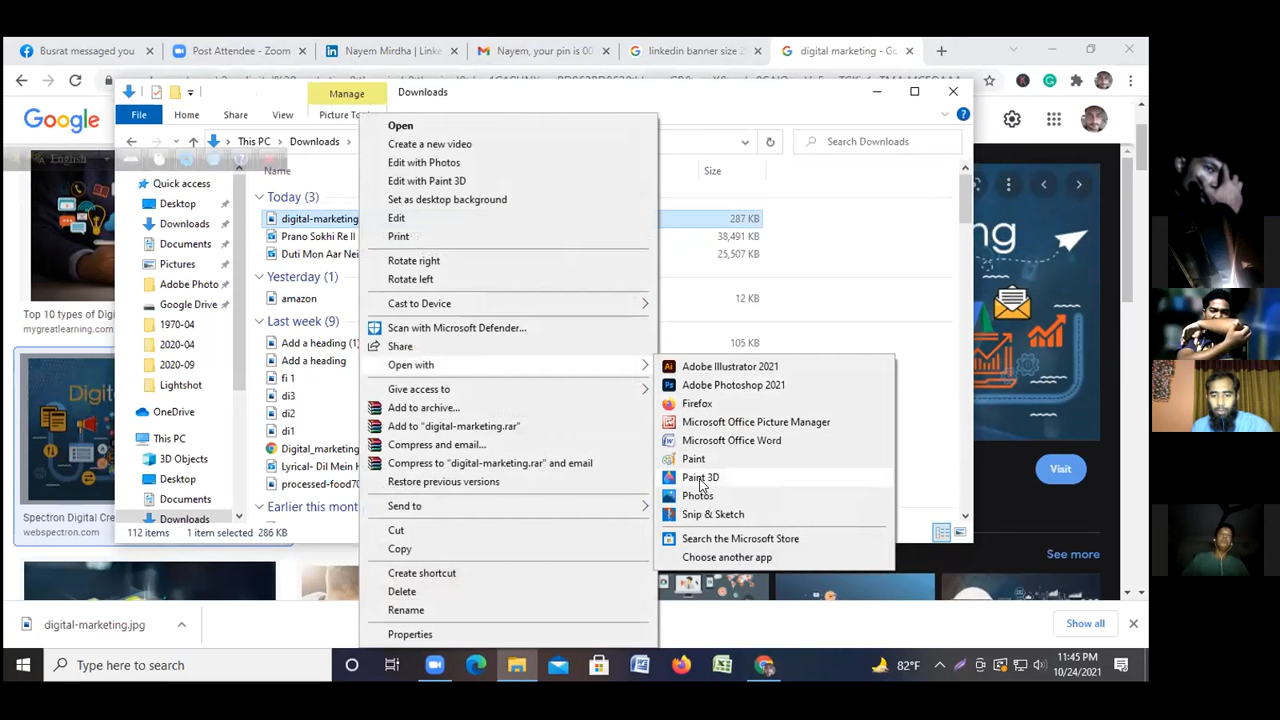 Busrat messaged you
Post Attendee - Zoom
Nayem Mirdha | Linke
Nayem, your pin is 00
linkedin banner size 2
digital marketing - Go
Manage
Downloads
File
Home
Share
View
Picture To
Google
This PC
Downloads
Search Downloads
English
Name
Size
Quick access
Desktop
Downloads
Documents
Pictures
Adobe Photo
Google Drive
1970-04
2020-04
2020-09
Lightshot
OneDrive
This PC
3D Objects
Desktop
Documents
Downloads
Today (3)
digital-marketing
287 KB
Prano Sokhi Re II
38,491 KB
Duti Mon Aar Nei
25,507 KB
Yesterday (1)
amazon
12 KB
Last week (9)
Add a heading (1)
105 KB
Add a heading
fi 1
di3
di2
di1
Digital_marketing
Lyrical- Dil Mein H
processed-food70
Earlier this mon
112 items
1 item selected
286 KB
Open
Create a new video
Edit with Photos
Edit with Paint 3D
Set as desktop background
Edit
Print
Rotate right
Rotate left
Cast to Device
Scan with Microsoft Defender...
Share
Open with
Give access to
Add to archive...
Add to "digital-marketing.rar"
Compress and email...
Compress to "digital-marketing.rar" and email
Restore previous versions
Send to
Cut
Copy
Create shortcut
Delete
Rename
Properties
Adobe Illustrator 2021
Adobe Photoshop 2021
Firefox
Microsoft Office Picture Manager
Microsoft Office Word
Paint
Paint 3D
Photos
Snip & Sketch
Search the Microsoft Store
Choose another app
Top 10 types of Digi
mygreatlearning.com
Digit
Spectron Digital Cre
webspectron.com
ng
Visit
See more
digital-marketing.jpg
Show all
Type here to search
82°F
11:45 PM
10/24/2021